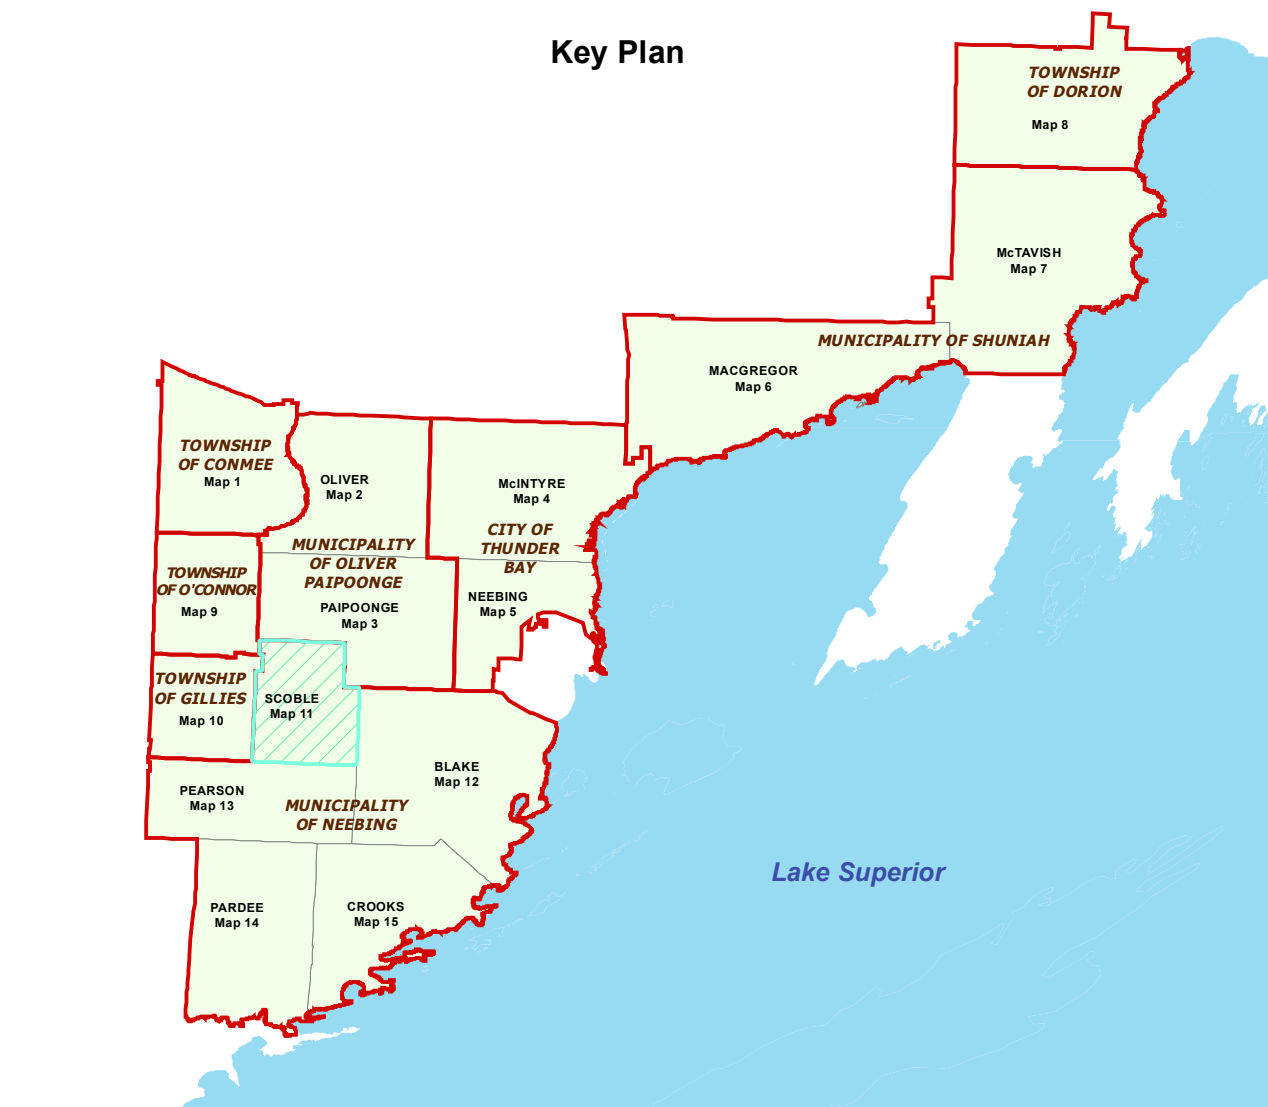 Key Plan
TOWNSHIP
OF DORION
Map 8
McTAVISH
Map 7
MUNICIPALITY OF SHUNIAH
MACGREGOR
Map 6
TOWNSHIP
OF CONMEE
Map 1
OLIVER
Map 2
McINTYRE
Map 4
CITY OF
THUNDER
BAY
MUNICIPALITY
OF OLIVER
PAIPOONGE
TOWNSHIP
OF O'CONNOR
Map 9
PAIPOONGE
Map 3
NEEBING
Map 5
TOWNSHIP
OF GILLIES
Map 10
SCOBLE
Map 11
BLAKE
Map 12
PEARSON
Map 13
MUNICIPALITY
OF NEEBING
Lake Superior
PARDEE
Map 14
CROOKS
Map 15